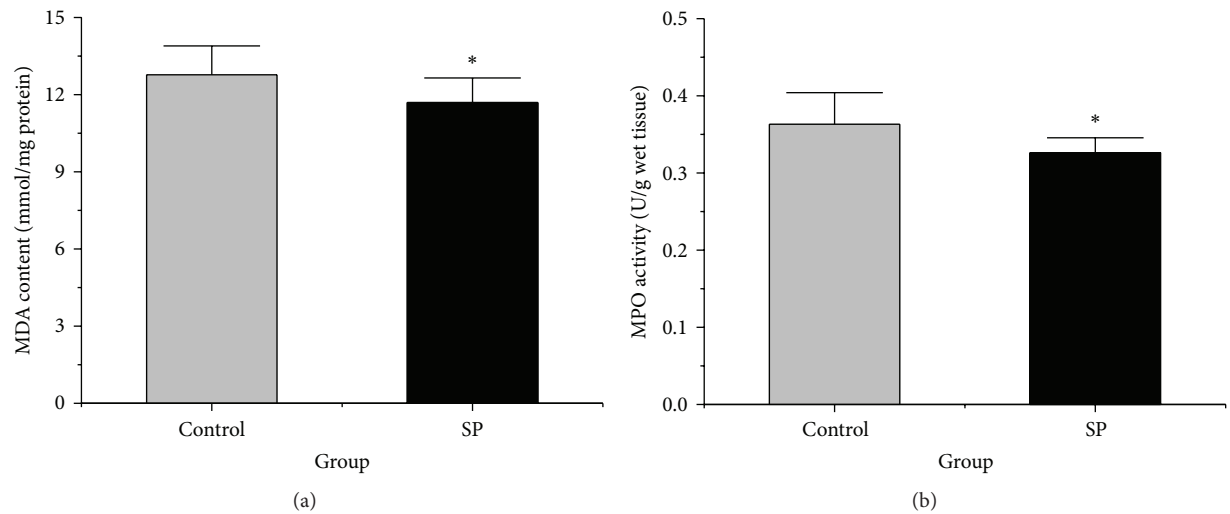 MDA content (mmol/mg protein)
15
12
9
6
3
0
*
Control
SP
Group
(a)
MPO activity (U/g wet tissue)
0.5
0.4
0.3
0.2
0.1
0.0
*
Control
SP
Group
(b)